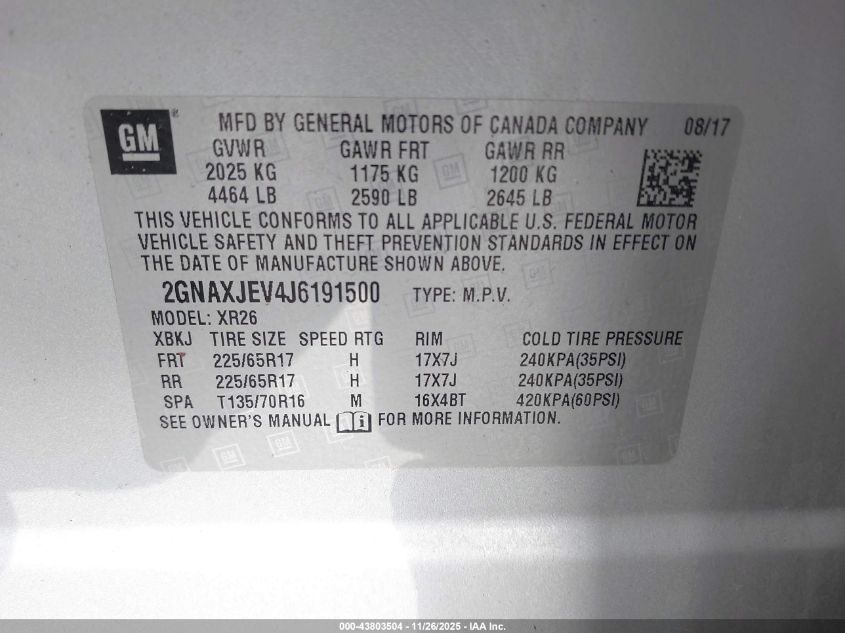 GM ® MFD BY GENERAL MOTORS OF CANADA COMPANY 08/17
GVWR GAWR FRT GAWR RR
2025 KG 1175 KG 1200 KG
4464 LB 2590 LB 2645 LB
THIS VEHICLE CONFORMS TO ALL APPLICABLE U.S. FEDERAL MOTOR
VEHICLE SAFETY AND THEFT PREVENTION STANDARDS IN EFFECT ON
THE DATE OF MANUFACTURE SHOWN ABOVE.
2GNAXJEV4J6191500 TYPE: M.P.V.
MODEL: XR26
XBKJ TIRE SIZE SPEED RTG RIM COLD TIRE PRESSURE
FRT 225/65R17 H 17X7J 240KPA(35PSI)
RR 225/65R17 H 17X7J 240KPA(35PSI)
SPA T135/70R16 M 16X4BT 420KPA(60PSI)
SEE OWNER'S MANUAL i FOR MORE INFORMATION.
000-43803504 - 11/26/2025 - IAA Inc.